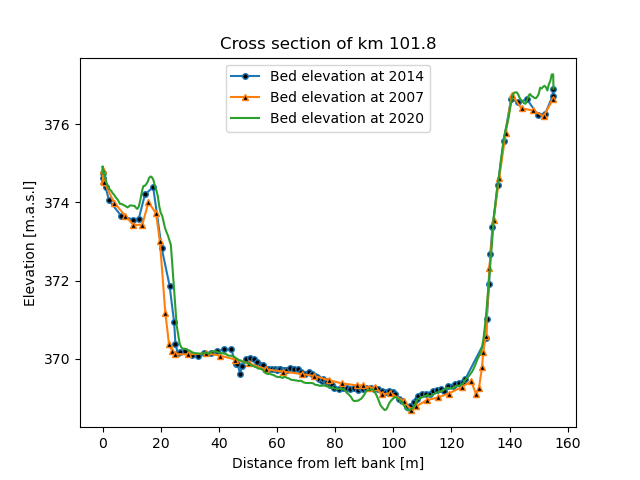 Cross section of km 101.8
Bed elevation at 2014
Bed elevation at 2007
Bed elevation at 2020
Elevation [m.a.s.l]
376
374
372
370
0 20 40 60 80 100 120 140 160
Distance from left bank [m]